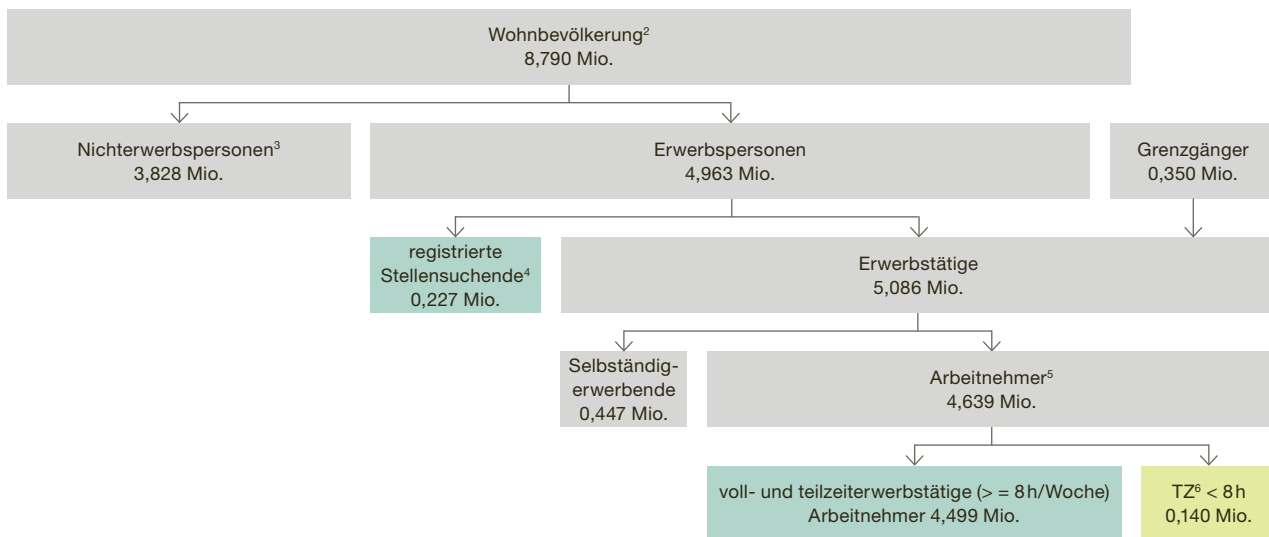 Wohnbevölkerung²
8,790 Mio.
Nichterwerbspersonen³
3,828 Mio.
Erwerbspersonen
4,963 Mio.
Grenzgänger
0,350 Mio.
registrierte
Stellensuchende⁴
0,227 Mio.
Erwerbstätige
5,086 Mio.
Selbständig-
erwerbende
0,447 Mio.
Arbeitnehmer⁵
4,639 Mio.
voll- und teilzeiterwerbstätige (> = 8 h/Woche)
Arbeitnehmer 4,499 Mio.
TZ⁶ < 8 h
0,140 Mio.